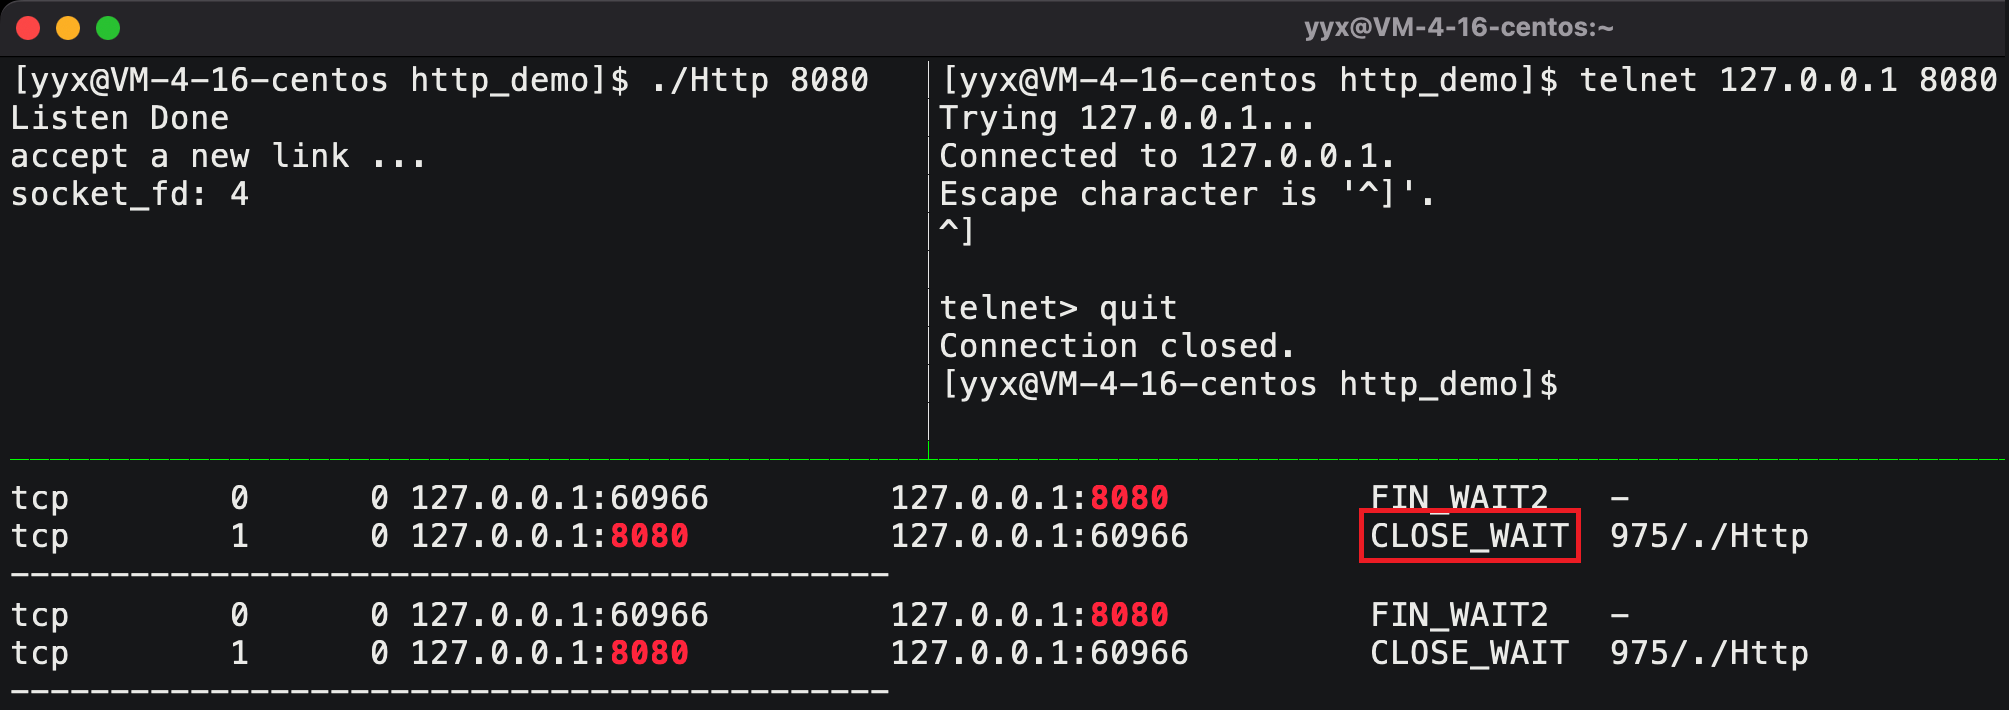 yyx@VM-4-16-centos:~
[yyx@VM-4-16-centos http_demo]$ ./Http 8080
Listen Done
accept a new link ...
socket_fd: 4
[yyx@VM-4-16-centos http_demo]$ telnet 127.0.0.1 8080
Trying 127.0.0.1...
Connected to 127.0.0.1.
Escape character is '^]'.
^]
telnet> quit
Connection closed.
[yyx@VM-4-16-centos http_demo]$
tcp        0      0 127.0.0.1:60966         127.0.0.1:8080          FIN_WAIT2   -
tcp        1      0 127.0.0.1:8080          127.0.0.1:60966         CLOSE_WAIT  975/./Http
--------------------------------------------
tcp        0      0 127.0.0.1:60966         127.0.0.1:8080          FIN_WAIT2   -
tcp        1      0 127.0.0.1:8080          127.0.0.1:60966         CLOSE_WAIT  975/./Http
--------------------------------------------